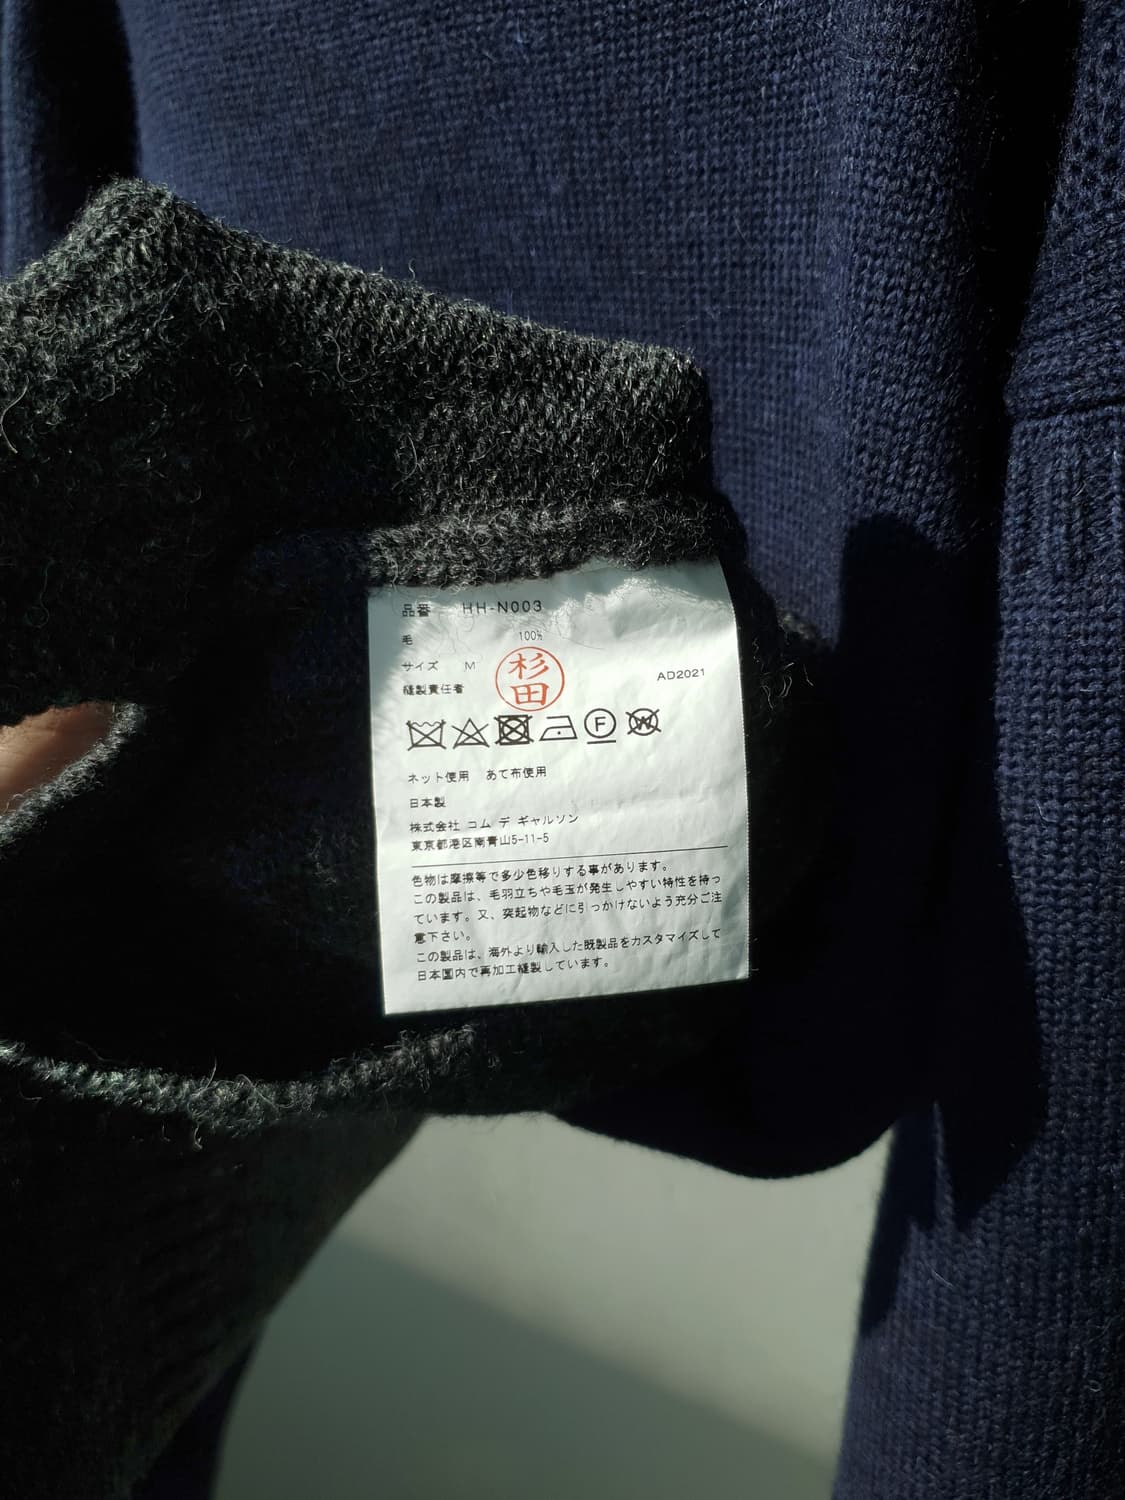 品番 HH-N003
毛 100%
サイズ M
縫製責任者 杉田 AD2021
F W
ネット使用 あて布使用
日本製
株式会社 コム デ ギャルソン
東京都港区南青山5-11-5
色物は摩擦等で多少色移りする事があります。
この製品は、毛羽立ちや毛玉が発生しやすい特性を持っ
ています。又、突起物などに引っかけないよう充分ご注
意下さい。
この製品は、海外より輸入した既製品をカスタマイズして
日本国内で再加工縫製しています。